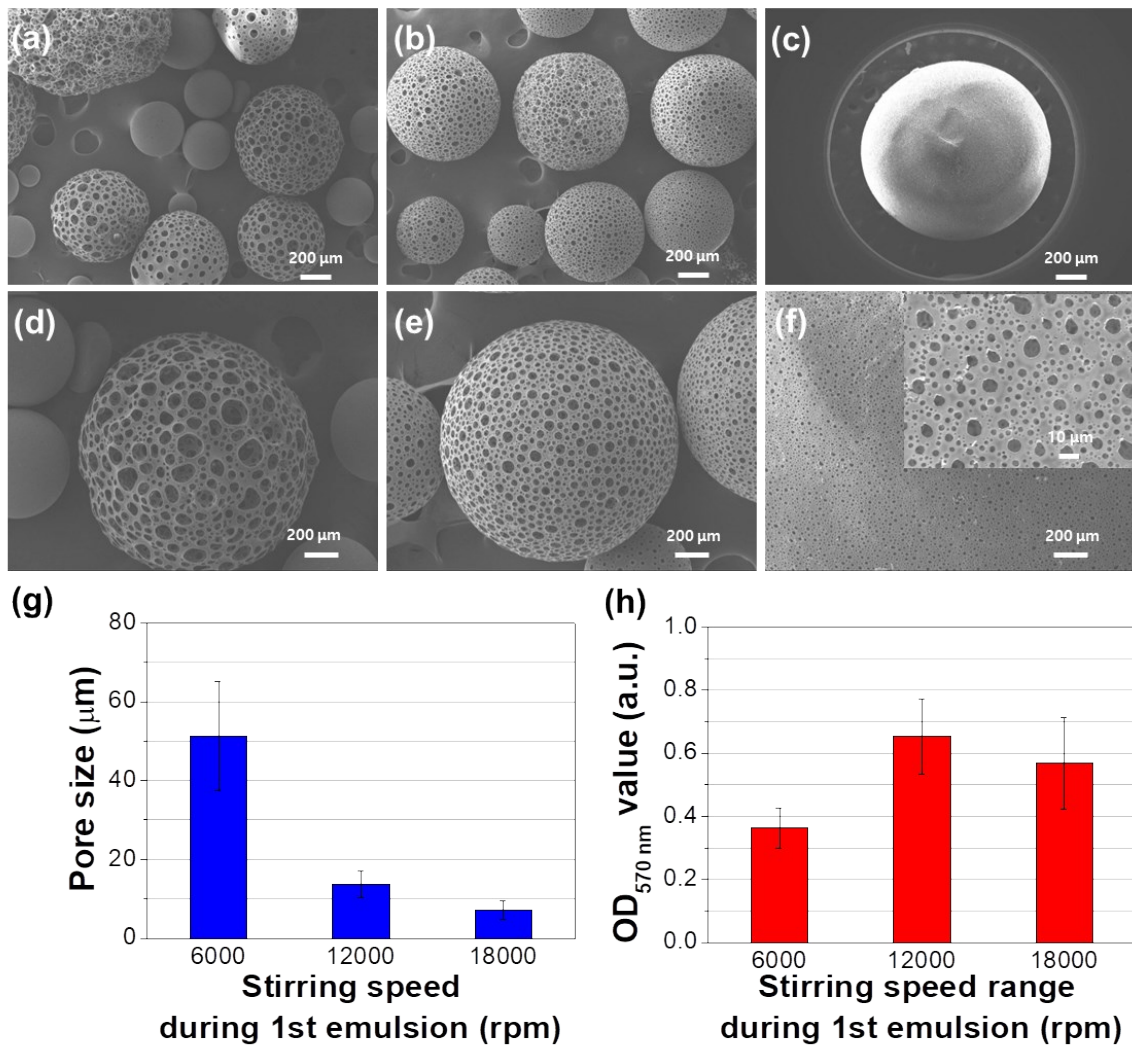 (a)
(b)
(c)
200 μm
200 μm
200 μm
(d)
(e)
(f)
10 μm
200 μm
200 μm
200 μm
(g)
(h)
80
60
40
20
0
Pore size (μm)
6000 12000 18000
Stirring speed
during 1st emulsion (rpm)
1.0
0.8
0.6
0.4
0.2
0.0
OD570 nm value (a.u.)
6000 12000 18000
Stirring speed range
during 1st emulsion (rpm)